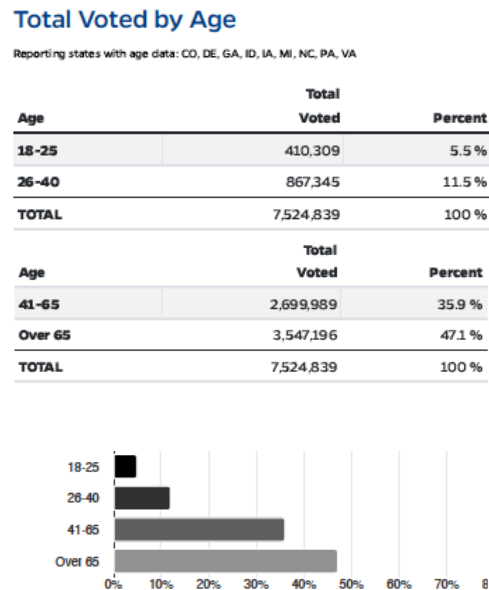 Total Voted by Age
Reporting states with age data: CO, DE, GA, ID, IA, MI, NC, PA, VA
Total
Age Voted Percent
18-25 410,309 5.5 %
26-40 867,345 11.5 %
TOTAL 7,524,839 100 %
Total
Age Voted Percent
41-65 2,699,989 35.9 %
Over 65 3,547,196 47.1 %
TOTAL 7,524,839 100 %
18-25
26-40
41-65
Over 65
0% 10% 20% 30% 40% 50% 60% 70% 8